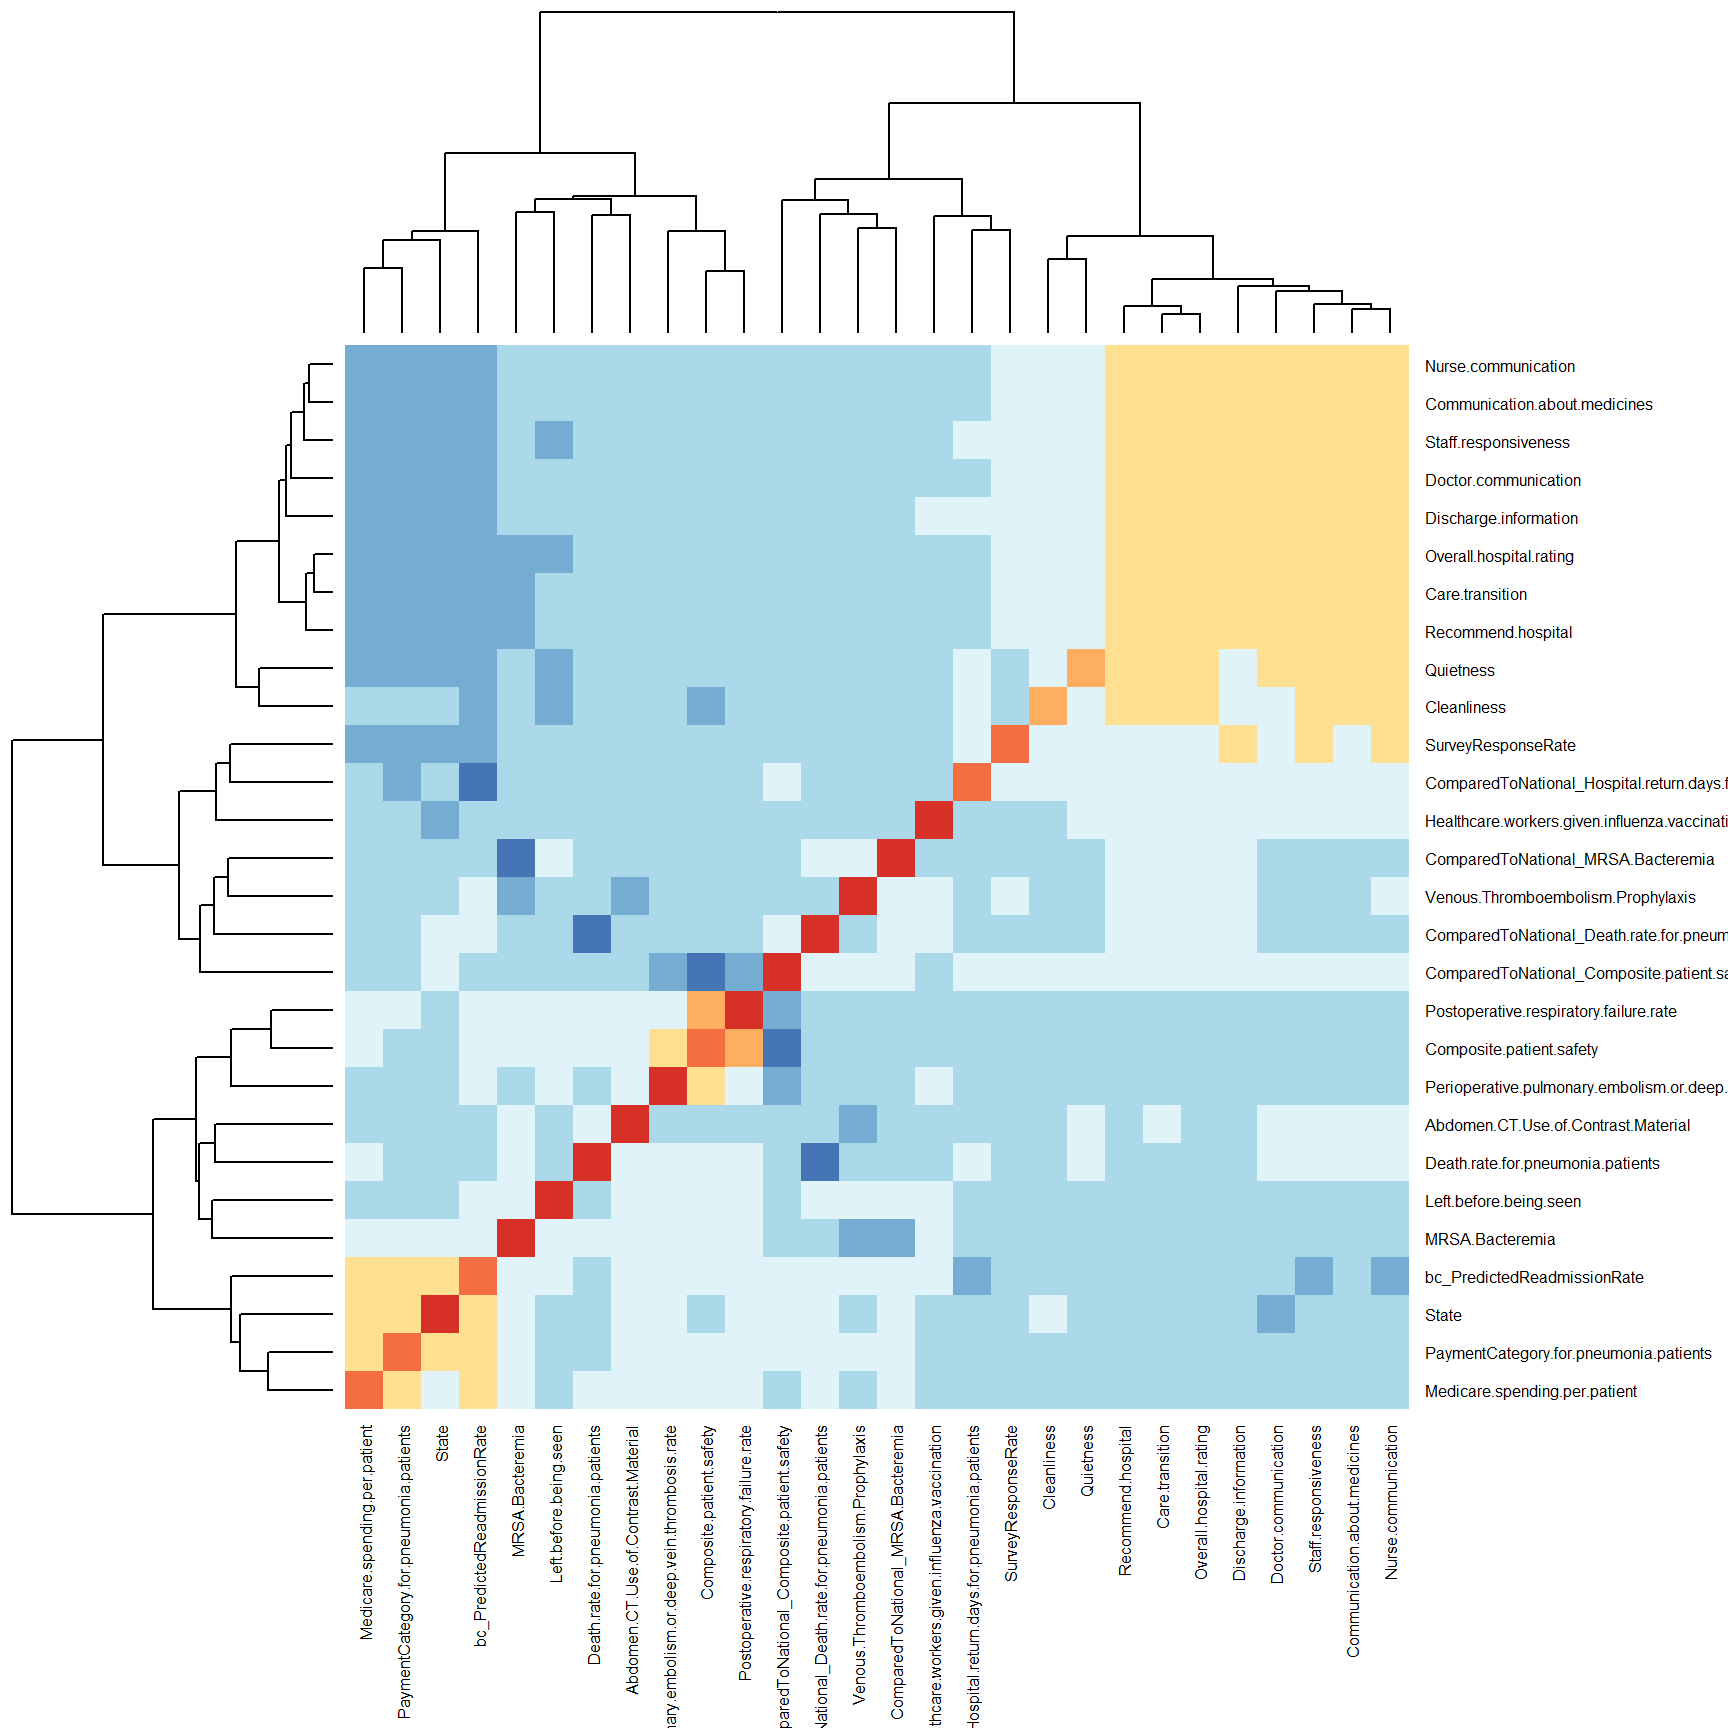 Nurse.communication
Communication.about.medicines
Staff.responsiveness
Doctor.communication
Discharge.information
Overall.hospital.rating
Care.transition
Recommend.hospital
Quietness
Cleanliness
SurveyResponseRate
ComparedToNational_Hospital.return.days.f
Healthcare.workers.given.influenza.vaccinati
ComparedToNational_MRSA.Bacteremia
Venous.Thromboembolism.Prophylaxis
ComparedToNational_Death.rate.for.pneum
ComparedToNational_Composite.patient.sa
Postoperative.respiratory.failure.rate
Composite.patient.safety
Perioperative.pulmonary.embolism.or.deep.
Abdomen.CT.Use.of.Contrast.Material
Death.rate.for.pneumonia.patients
Left.before.being.seen
MRSA.Bacteremia
bc_PredictedReadmissionRate
State
PaymentCategory.for.pneumonia.patients
Medicare.spending.per.patient
Medicare.spending.per.patient
PaymentCategory.for.pneumonia.patients
State
bc_PredictedReadmissionRate
MRSA.Bacteremia
Left.before.being.seen
Death.rate.for.pneumonia.patients
Abdomen.CT.Use.of.Contrast.Material
nary.embolism.or.deep.vein.thrombosis.rate
Composite.patient.safety
Postoperative.respiratory.failure.rate
paredToNational_Composite.patient.safety
National_Death.rate.for.pneumonia.patients
Venous.Thromboembolism.Prophylaxis
ComparedToNational_MRSA.Bacteremia
thcare.workers.given.influenza.vaccination
Hospital.return.days.for.pneumonia.patients
SurveyResponseRate
Cleanliness
Quietness
Recommend.hospital
Care.transition
Overall.hospital.rating
Discharge.information
Doctor.communication
Staff.responsiveness
Communication.about.medicines
Nurse.communication